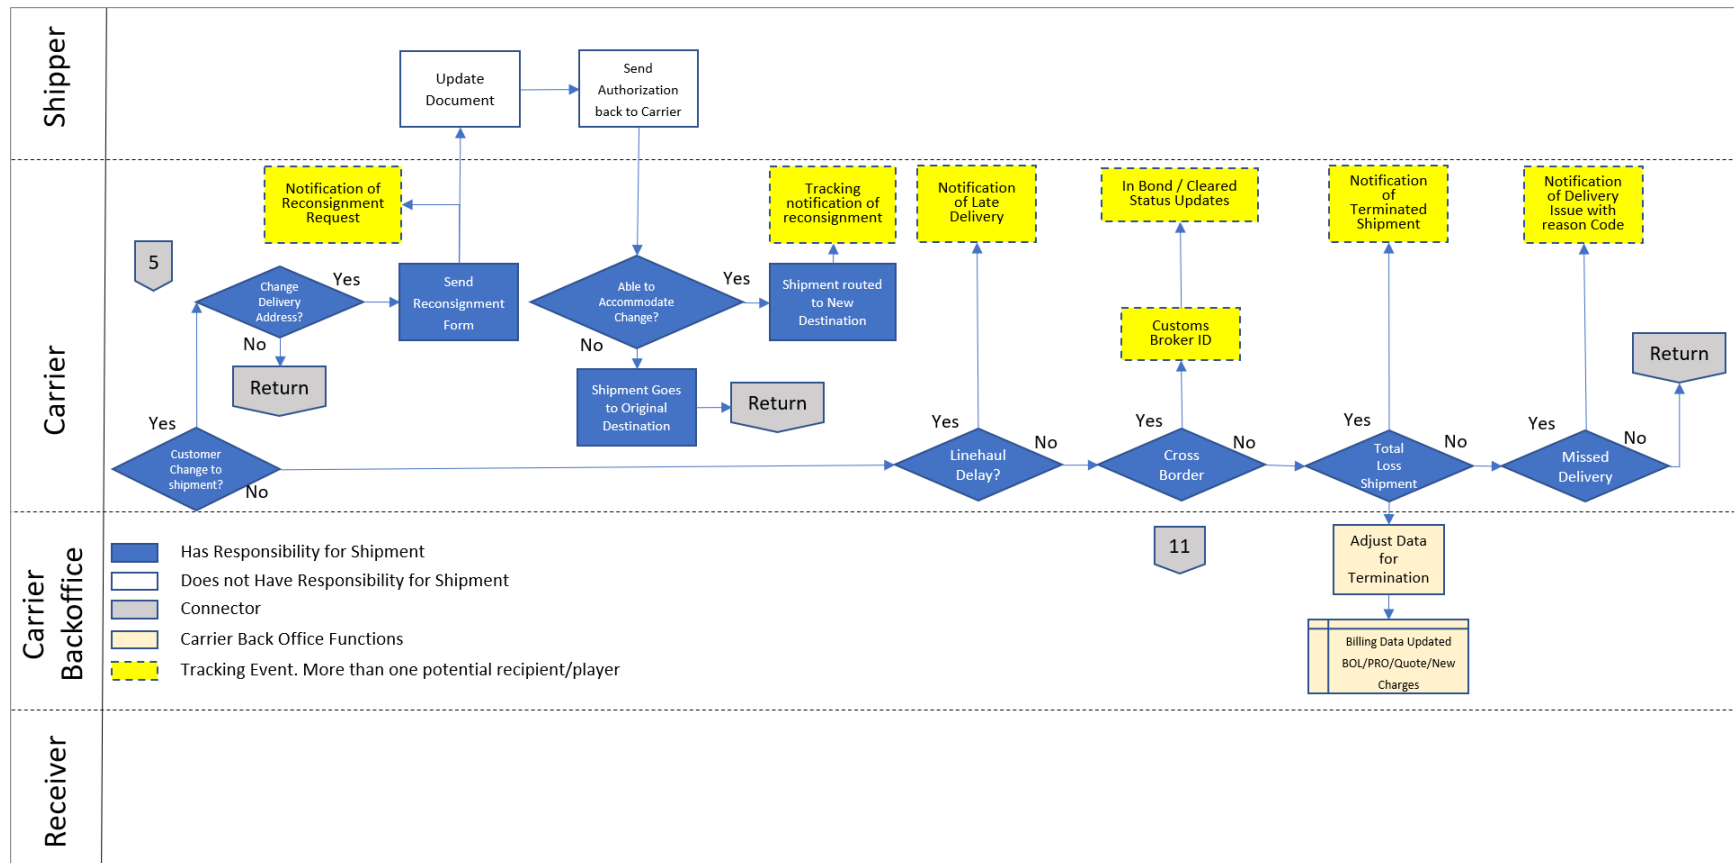 Shipper
Update
Document
Send
Authorization
back to Carrier
Carrier
5
Notification of
Reconsignment
Request
Tracking
notification of
reconsignment
Notification
of Late
Delivery
In Bond / Cleared
Status Updates
Notification
of
Terminated
Shipment
Notification
of Delivery
Issue with
reason Code
Change
Delivery
Address?
Yes
No
Return
Send
Reconsignment
Form
Able to
Accommodate
Change?
Yes
No
Shipment routed
to New
Destination
Shipment Goes
to Original
Destination
Return
Customs
Broker ID
Return
Customer
Change to
shipment?
Yes
No
Linehaul
Delay?
Yes
No
Cross
Border
Yes
No
Total
Loss
Shipment
Yes
No
Missed
Delivery
Yes
No
Carrier
Backoffice
Has Responsibility for Shipment
Does not Have Responsibility for Shipment
Connector
Carrier Back Office Functions
Tracking Event. More than one potential recipient/player
11
Adjust Data
for
Termination
Billing Data Updated
BOL/PRO/Quote/New
Charges
Receiver